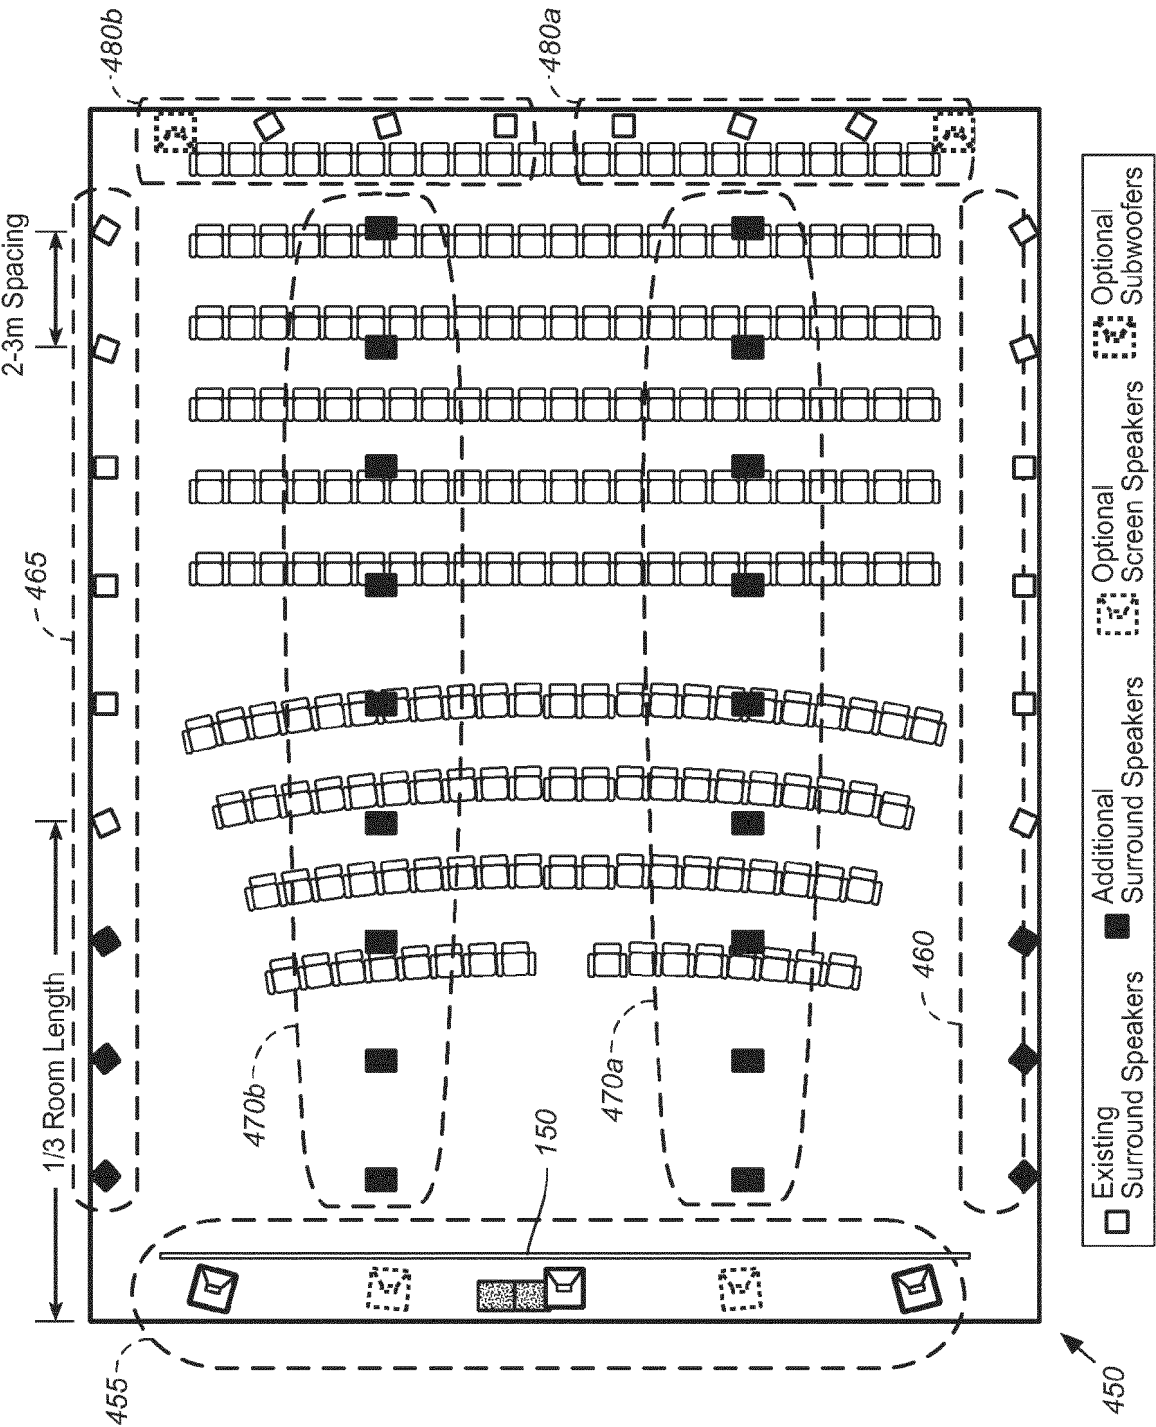 480b
480a
2-3m Spacing
465
1/3 Room Length
470b
470a
460
150
455
450
Existing
Surround Speakers
Additional
Surround Speakers
Optional
Screen Speakers
Optional
Subwoofers